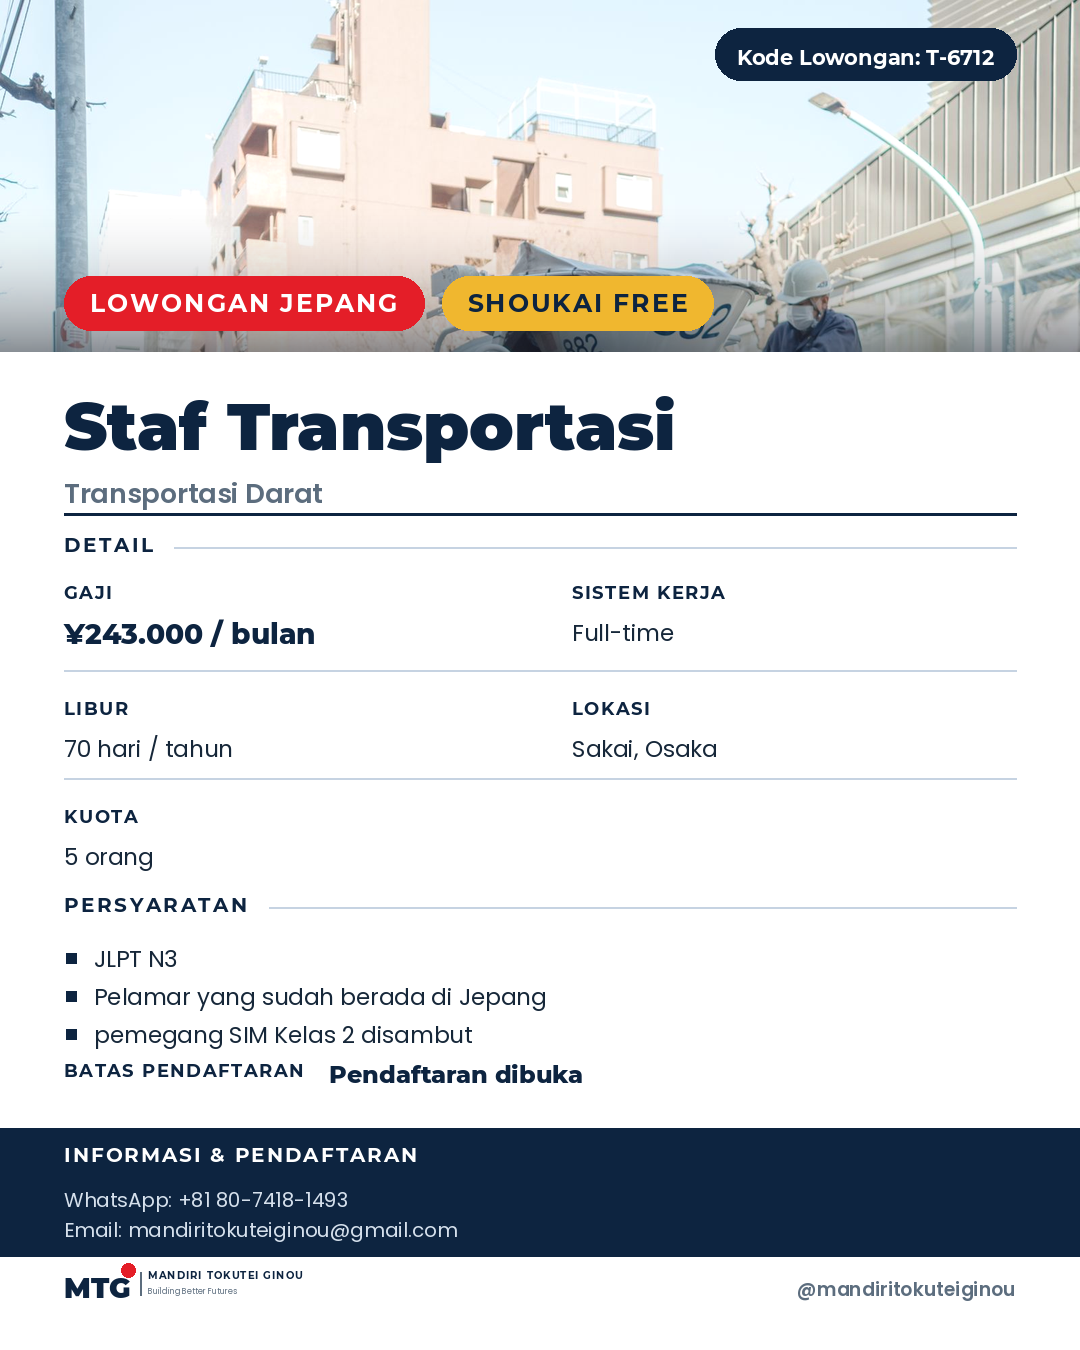 Kode Lowongan: T-6712
LOWONGAN JEPANG
SHOUKAI FREE
882
Staf Transportasi
Transportasi Darat
DETAIL
GAJI
¥243.000 / bulan
SISTEM KERJA
Full-time
LIBUR
70 hari / tahun
LOKASI
Sakai, Osaka
KUOTA
5 orang
PERSYARATAN
JLPT N3
Pelamar yang sudah berada di Jepang
pemegang SIM Kelas 2 disambut
BATAS PENDAFTARAN Pendaftaran dibuka
INFORMASI & PENDAFTARAN
WhatsApp: +81 80-7418-1493
Email: mandiritokuteiginou@gmail.com
MTG
MANDIRI TOKUTEI GINOU
Building Better Futures
@mandiritokuteiginou